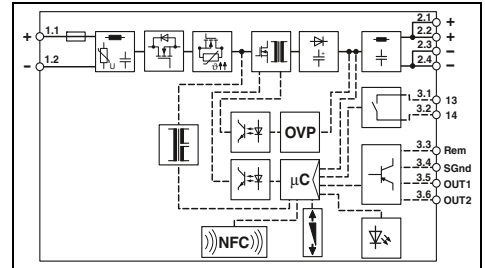 + 1.1
- 1.2
U
ϑ
2.1 +
2.2 +
2.3 -
2.4 -
OVP
µC
NFC
3.1 13
3.2 14
3.3 Rem
3.4 SGnd
3.5 OUT1
3.6 OUT2